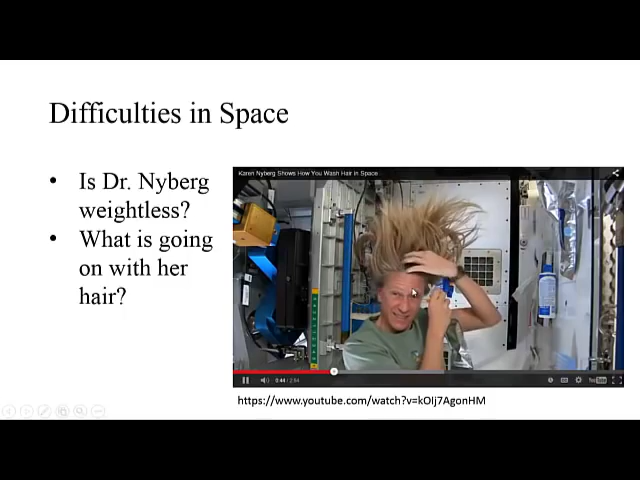 Difficulties in Space
• Is Dr. Nyberg
weightless?
• What is going
on with her
hair?
Karen Nyberg Shows How You Wash Hair in Space
0:44 / 2:54
YouTube
https://www.youtube.com/watch?v=kOIj7AgonHM